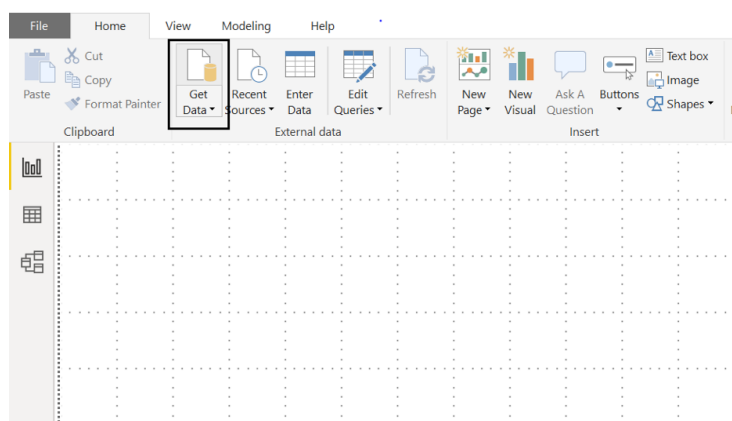 File Home View Modeling Help
Cut
Copy
Format Painter
Paste
Clipboard
Get
Data
Recent
Sources
Enter
Data
Edit
Queries
Refresh
External data
New
Page
New
Visual
Ask A
Question
Buttons
Text box
Image
Shapes
Insert